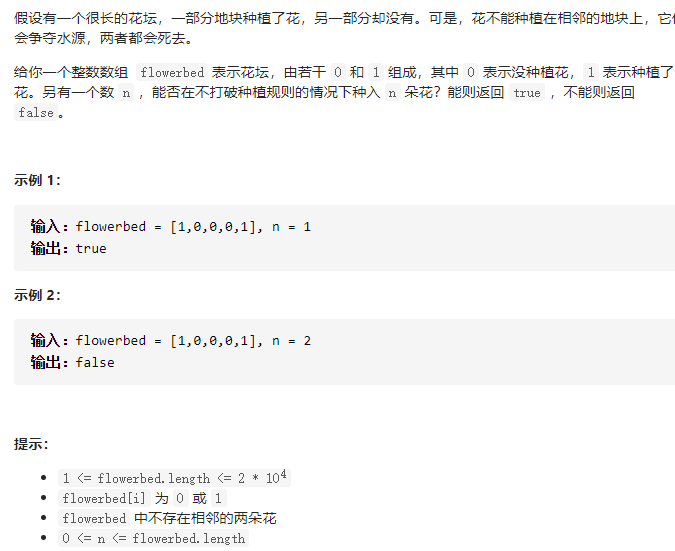 假设有一个很长的花坛，一部分地块种植了花，另一部分却没有。可是，花不能种植在相邻的地块上，它
会争夺水源，两者都会死去。
给你一个整数数组 flowerbed 表示花坛，由若干 0 和 1 组成，其中 0 表示没种植花，1 表示种植了
花。另有一个数 n ，能否在不打破种植规则的情况下种入 n 朵花？能则返回 true ，不能则返回
false。
示例 1：
输入：flowerbed = [1,0,0,0,1], n = 1
输出：true
示例 2：
输入：flowerbed = [1,0,0,0,1], n = 2
输出：false
提示：
• 1 <= flowerbed.length <= 2 * 10⁴
• flowerbed[i] 为 0 或 1
• flowerbed 中不存在相邻的两朵花
• 0 <= n <= flowerbed.length